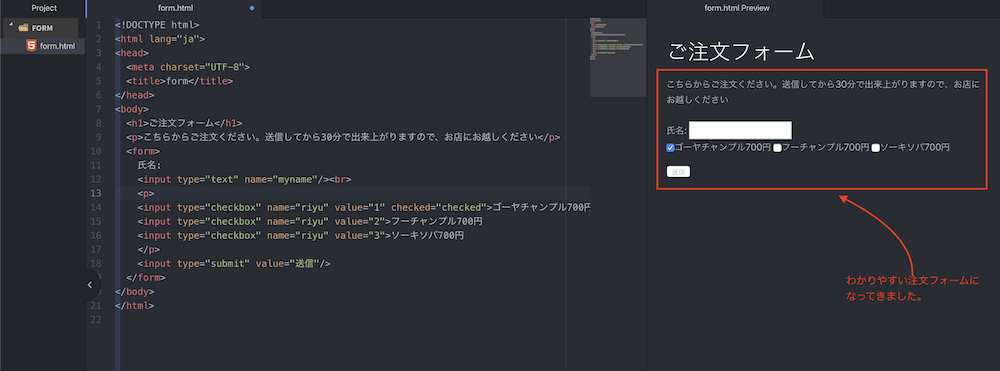 Project
FORM
form.html
form.html
1 <!DOCTYPE html>
2 <html lang="ja">
3 <head>
4 <meta charset="UTF-8">
5 <title>form</title>
6 </head>
7 <body>
8 <h1>ご注文フォーム</h1>
9 <p>こちらからご注文ください。送信してから30分で出来上がりますので、お店にお越しください</p>
10 <form>
11 氏名:
12 <input type="text" name="myname"/><br>
13 <p>
14 <input type="checkbox" name="riyu" value="1" checked="checked">ゴーヤチャンプル700円
15 <input type="checkbox" name="riyu" value="2">フーチャンプル700円
16 <input type="checkbox" name="riyu" value="3">ソーキソバ700円
17 </p>
18 <input type="submit" value="送信"/>
19 </form>
20 </body>
21 </html>
22
form.html Preview
ご注文フォーム
こちらからご注文ください。送信してから30分で出来上がりますので、お店に
お越しください
氏名:
ゴーヤチャンプル700円 フーチャンプル700円 ソーキソバ700円
送信
わかりやすい注文フォームに
なってきました。